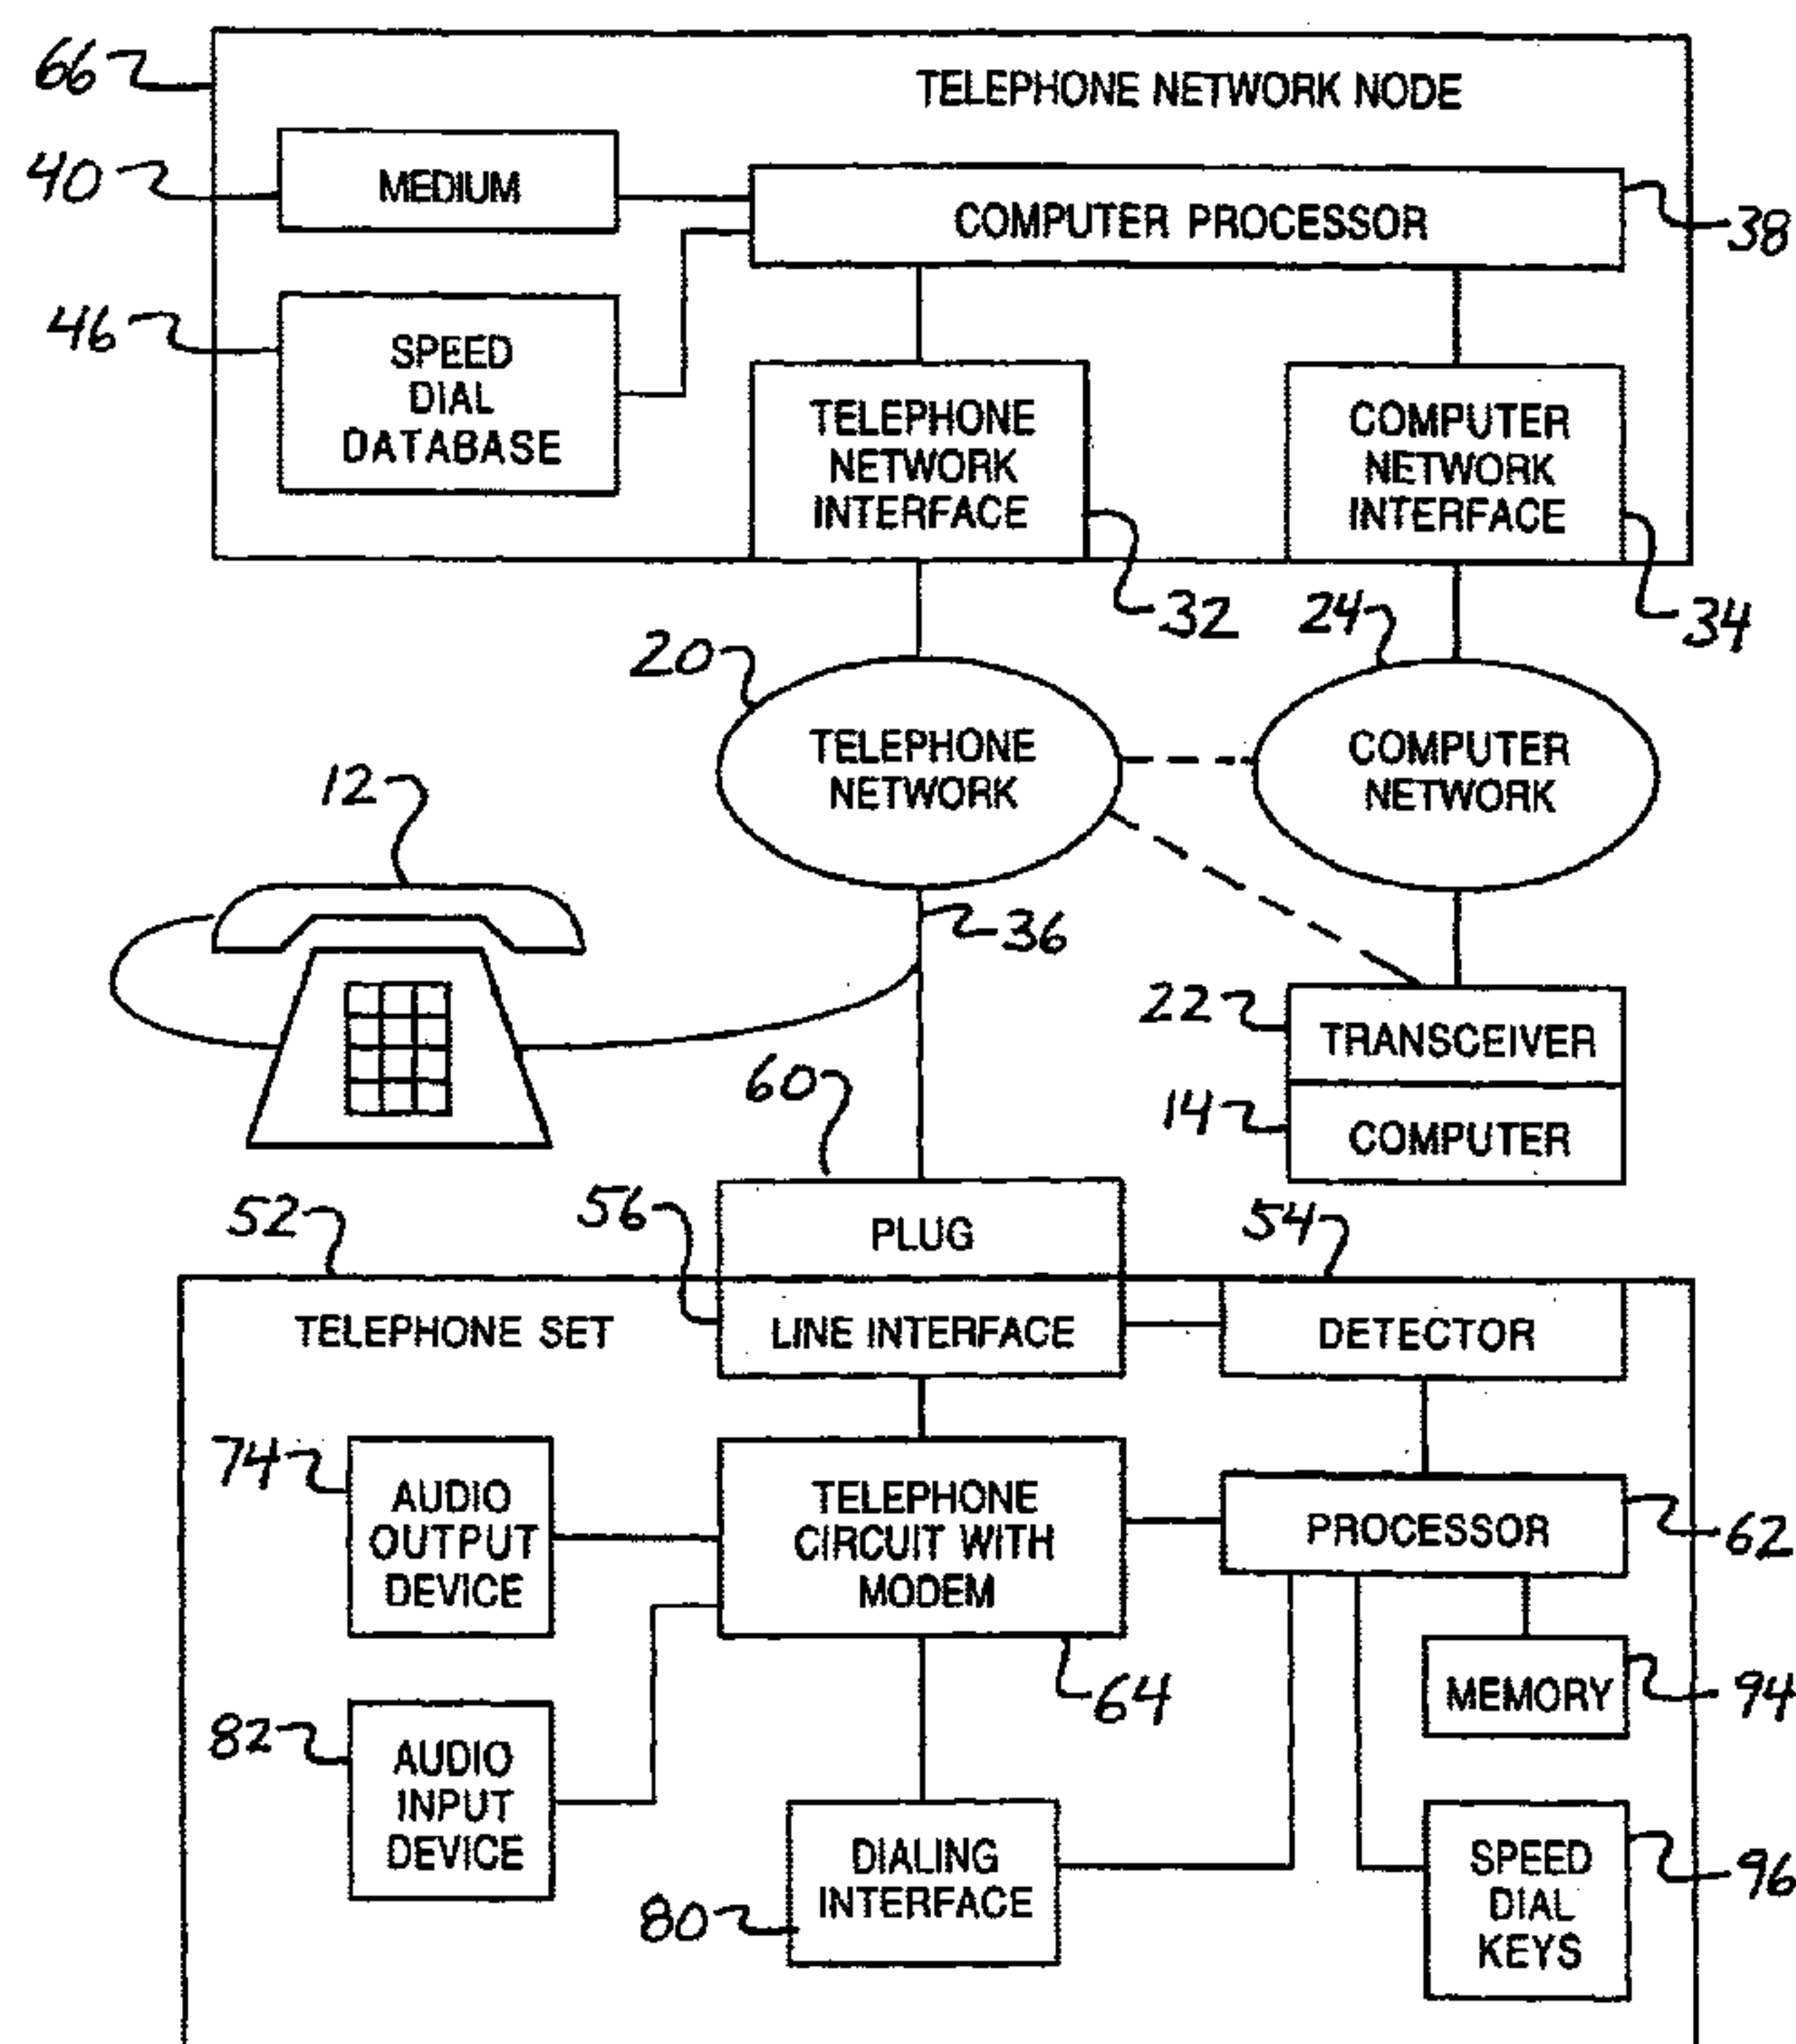 66
TELEPHONE NETWORK NODE
40
MEDIUM
COMPUTER PROCESSOR
38
46
SPEED
DIAL
DATABASE
TELEPHONE
NETWORK
INTERFACE
COMPUTER
NETWORK
INTERFACE
32
34
20
24
TELEPHONE
NETWORK
COMPUTER
NETWORK
12
36
22
TRANSCEIVER
14
COMPUTER
60
PLUG
52
56
54
TELEPHONE SET
LINE INTERFACE
DETECTOR
74
AUDIO
OUTPUT
DEVICE
TELEPHONE
CIRCUIT WITH
MODEM
PROCESSOR
62
64
MEMORY
94
82
AUDIO
INPUT
DEVICE
DIALING
INTERFACE
80
SPEED
DIAL
KEYS
96